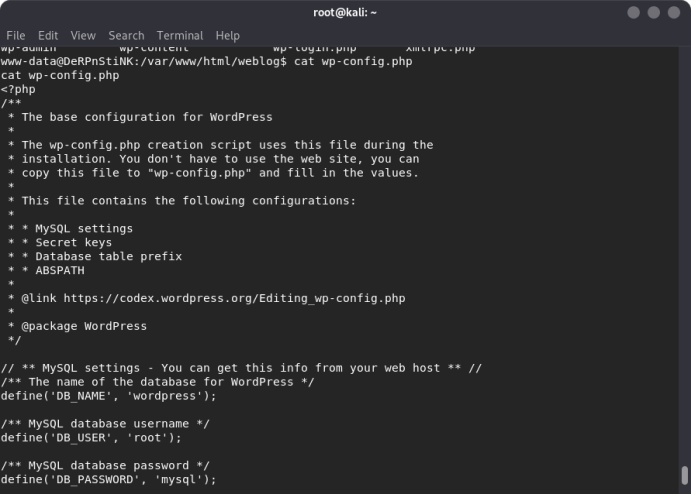 root@kali: ~
File Edit View Search Terminal Help
wp-admin wp-content wp-login.php xmlrpc.php
www-data@DeRPnStiNK:/var/www/html/weblog$ cat wp-config.php
cat wp-config.php
<?php
/**
 * The base configuration for WordPress
 *
 * The wp-config.php creation script uses this file during the
 * installation. You don't have to use the web site, you can
 * copy this file to "wp-config.php" and fill in the values.
 *
 * This file contains the following configurations:
 *
 * * MySQL settings
 * * Secret keys
 * * Database table prefix
 * * ABSPATH
 *
 * @link https://codex.wordpress.org/Editing_wp-config.php
 *
 * @package WordPress
 */
// ** MySQL settings - You can get this info from your web host ** //
/** The name of the database for WordPress */
define('DB_NAME', 'wordpress');
/** MySQL database username */
define('DB_USER', 'root');
/** MySQL database password */
define('DB_PASSWORD', 'mysql');